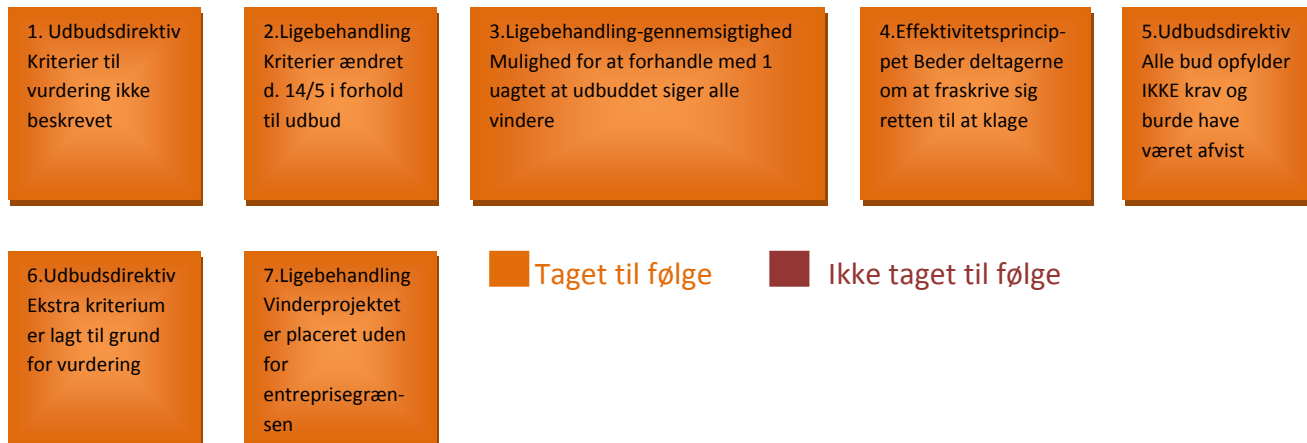 1. Udbudsdirektiv
Kriterier til
vurdering ikke
beskrevet
2.Ligebehandling
Kriterier ændret
d. 14/5 i forhold
til udbud
3.Ligebehandling-gennemsigtighed
Mulighed for at forhandle med 1
uagtet at udbuddet siger alle
vindere
4.Effektivitetsprincip-
pet Beder deltagerne
om at fraskrive sig
retten til at klage
5.Udbudsdirektiv
Alle bud opfylder
IKKE krav og
burde have
været afvist
6.Udbudsdirektiv
Ekstra kriterium
er lagt til grund
for vurdering
7.Ligebehandling
Vinderprojektet
er placeret uden
for
entreprisegræn-
sen
Taget til følge
Ikke taget til følge